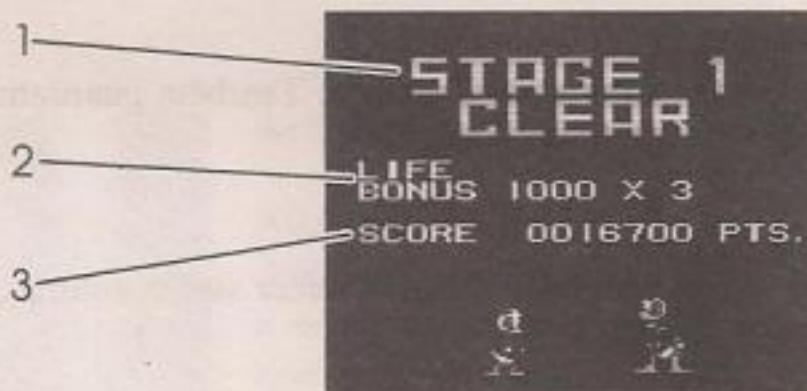 1
STAGE 1
CLEAR
2
LIFE
BONUS 1000 X 3
3
SCORE 0016700 PTS.